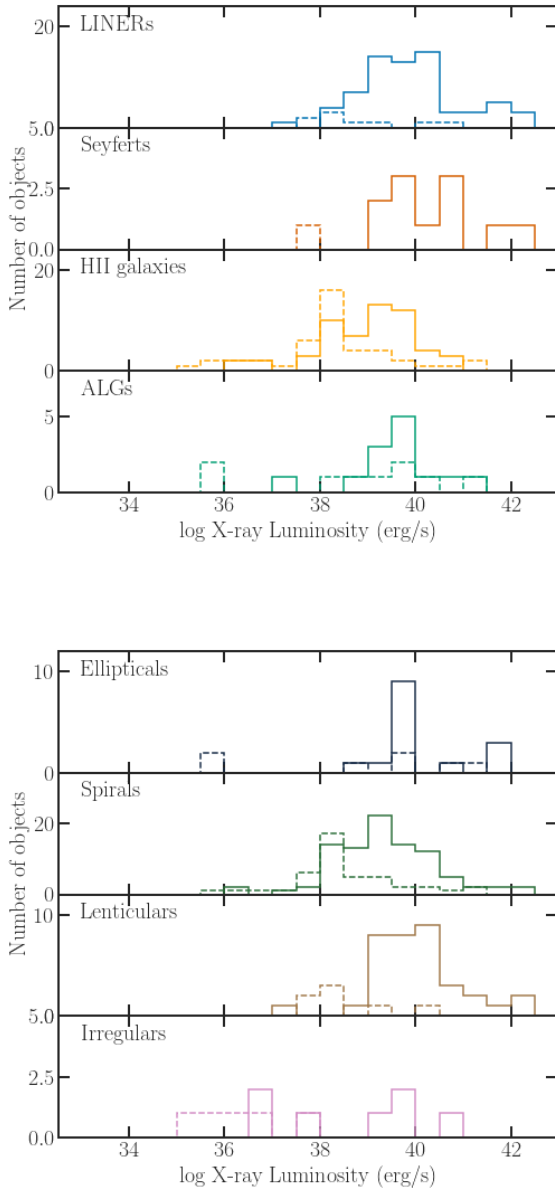 LINERs
20
5.0
Seyferts
2.5
0.0
HII galaxies
20
0
ALGs
5
0
Number of objects
34 36 38 40 42
log X-ray Luminosity (erg/s)
Ellipticals
10
0
Spirals
20
0
Lenticulars
10
5.0
Irregulars
2.5
0.0
Number of objects
34 36 38 40 42
log X-ray Luminosity (erg/s)